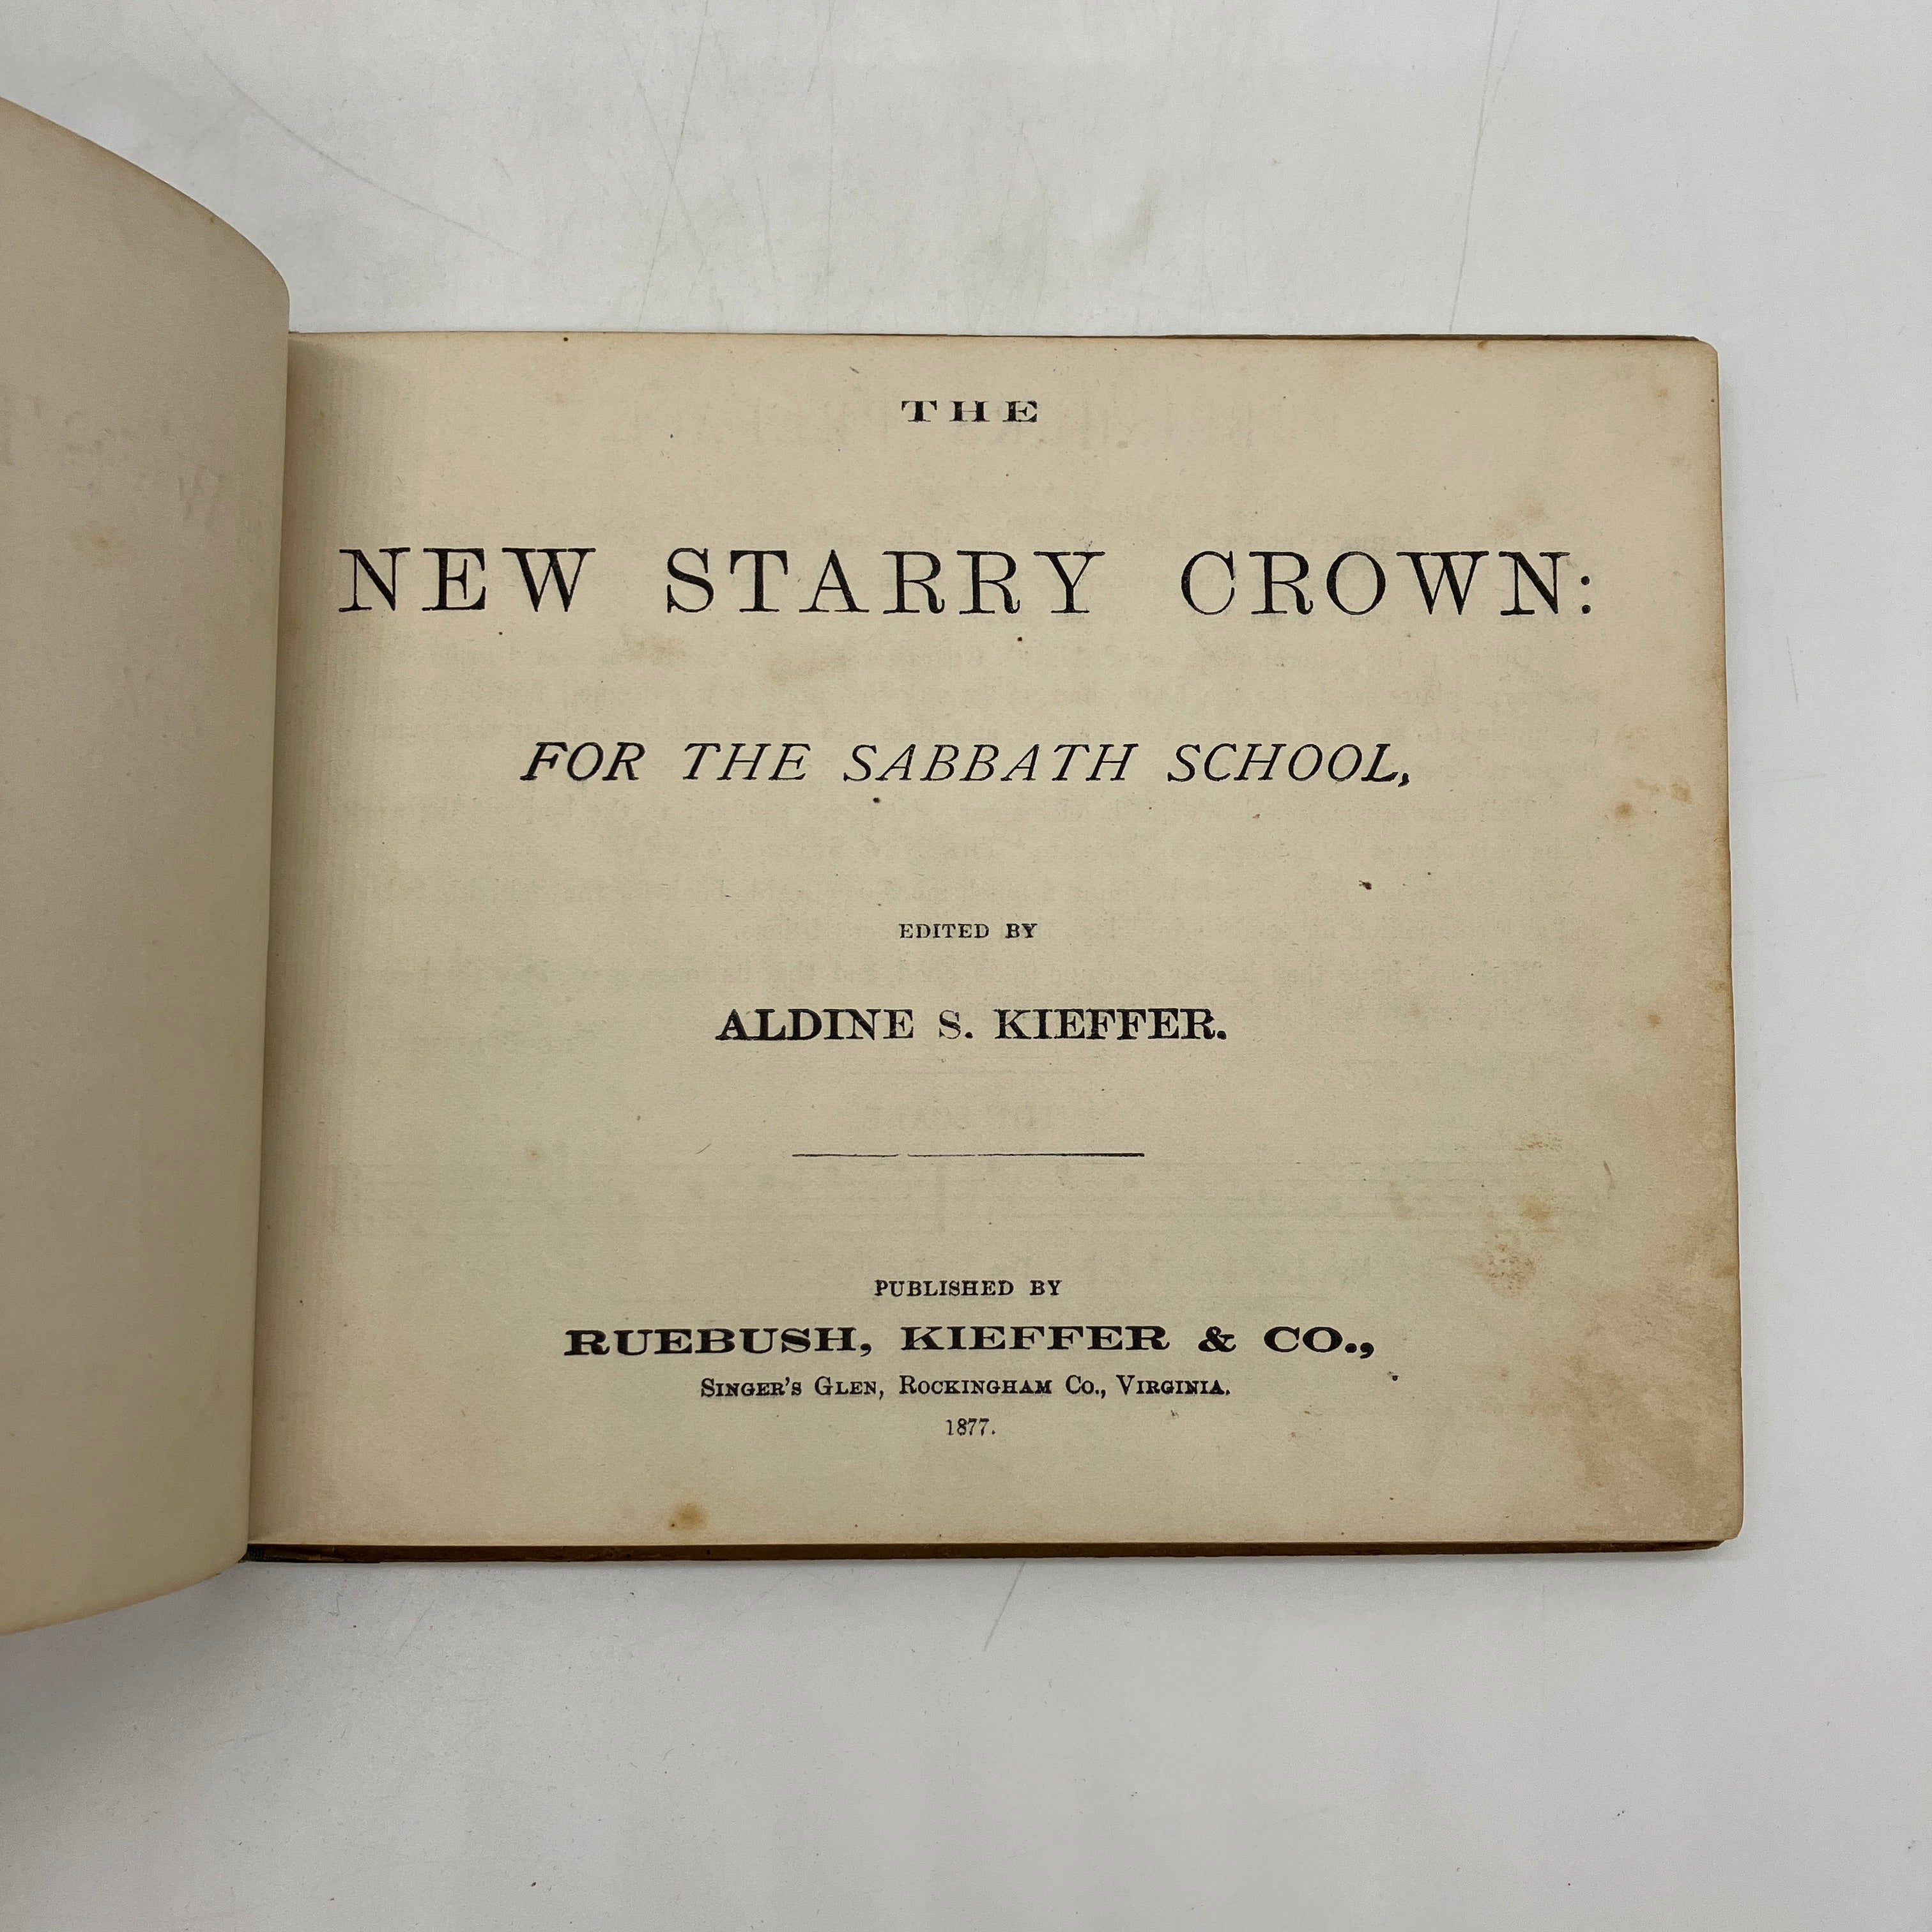 THE
NEW STARRY CROWN:
FOR THE SABBATH SCHOOL,
EDITED BY
ALDINE S. KIEFFER.
PUBLISHED BY
RUEBUSH, KIEFFER & CO.,
SINGER'S GLEN, ROCKINGHAM CO., VIRGINIA.
1877.